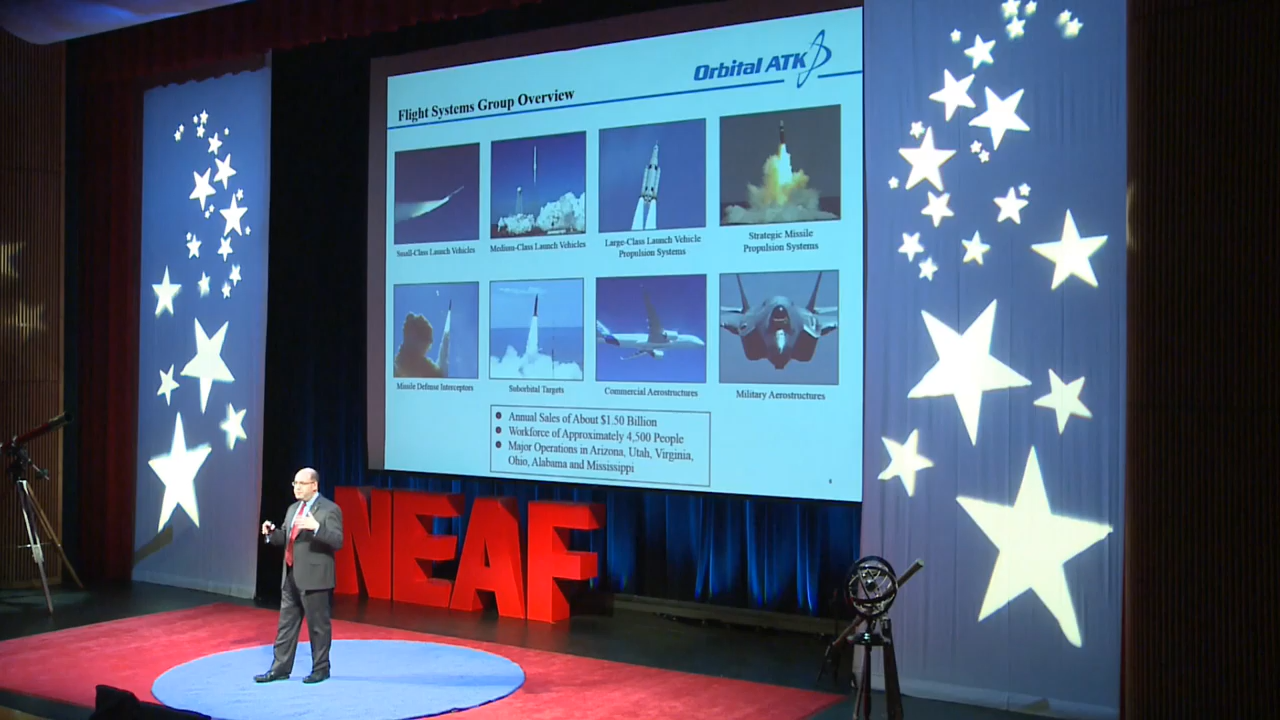 Orbital ATK
Flight Systems Group Overview
Small-Class Launch Vehicles
Medium-Class Launch Vehicles
Large-Class Launch Vehicle
Propulsion Systems
Strategic Missile
Propulsion Systems
Missile Defense Interceptors
Suborbital Targets
Commercial Aerostructures
Military Aerostructures
Annual Sales of About $1.50 Billion
Workforce of Approximately 4,500 People
Major Operations in Arizona, Utah, Virginia,
Ohio, Alabama and Mississippi
NEAF